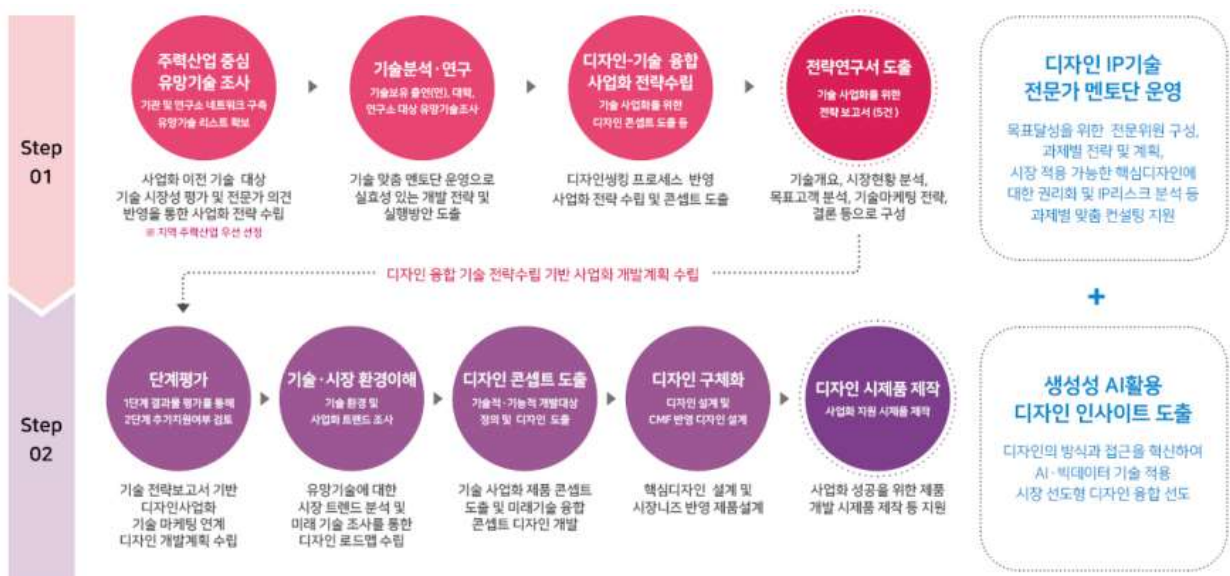 Step
01
주력산업 중심
유망기술 조사
기관 및 연구소 네트워크 구축
유망기술 리스트 확보
사업화 이전 기술 대상
기술 시장성 평가 및 전문가 의견
반영을 통한 사업화 전략 수립
※ 지역 주력산업 우선 선정
기술분석·연구
기술보유 출연(연), 대학,
연구소 대상 유망기술조사
기술 맞춤 멘토단 운영으로
실효성 있는 개발 전략 및
실행방안 도출
디자인-기술 융합
사업화 전략수립
기술 사업화를 위한
디자인 콘셉트 도출 등
디자인씽킹 프로세스 반영
사업화 전략 수립 및 콘셉트 도출
전략연구서 도출
기술 사업화를 위한
전략 보고서 (5건)
기술개요, 시장현황 분석,
목표고객 분석, 기술마케팅 전략,
결론 등으로 구성
디자인 IP기술
전문가 멘토단 운영
목표달성을 위한 전문위원 구성,
과제별 전략 및 계획,
시장 적용 가능한 핵심디자인에
대한 권리화 및 IP리스크 분석 등
과제별 맞춤 컨설팅 지원
디자인 융합 기술 전략수립 기반 사업화 개발계획 수립
+
Step
02
단계평가
1단계 결과물 평가를 통해
2단계 추가지원여부 검토
기술 전략보고서 기반
디자인사업화
기술 마케팅 연계
디자인 개발계획 수립
기술·시장 환경이해
기술 환경 및
사업화 트렌드 조사
유망기술에 대한
시장 트렌드 분석 및
미래 기술 조사를 통한
디자인 로드맵 수립
디자인 콘셉트 도출
기술적·기능적 개발대상
정의 및 디자인 도출
기술 사업화 제품 콘셉트
도출 및 미래기술 융합
콘셉트 디자인 개발
디자인 구체화
디자인 설계 및
CMF 반영 디자인 설계
핵심디자인 설계 및
시장니즈 반영 제품설계
디자인 시제품 제작
사업화 지원 시제품 제작
사업화 성공을 위한 제품
개발 시제품 제작 등 지원
생성성 AI활용
디자인 인사이트 도출
디자인의 방식과 접근을 혁신하여
AI·빅데이터 기술 적용
시장 선도형 디자인 융합 선도